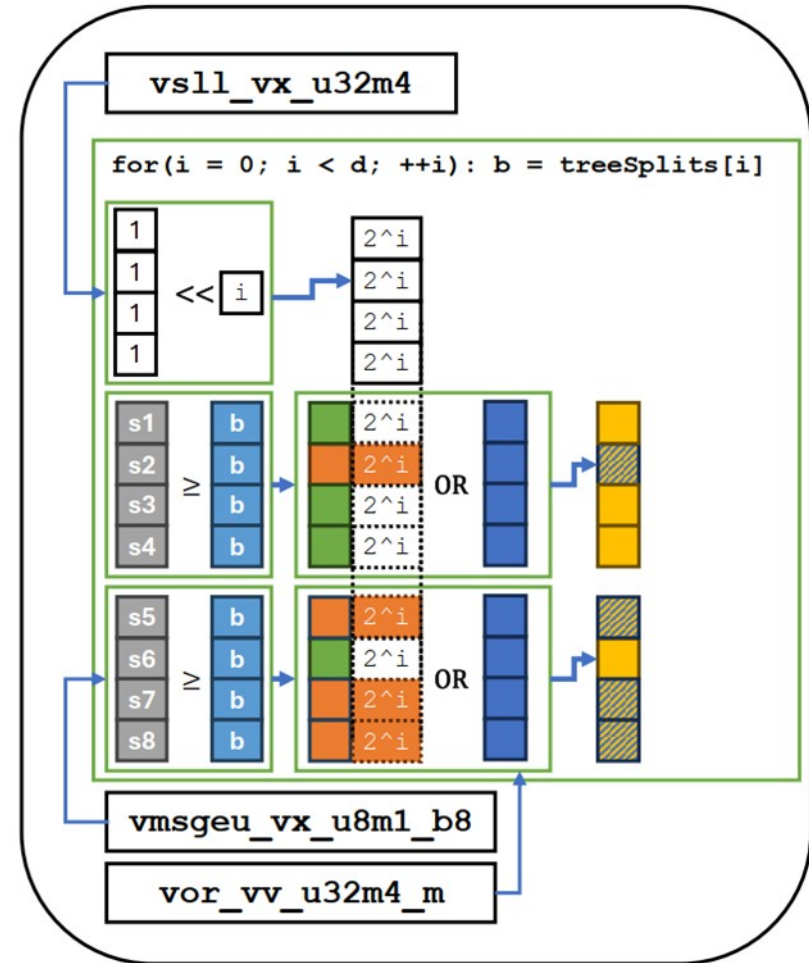 vsll_vx_u32m4
for(i = 0; i < d; ++i): b = treeSplits[i]
1
1
1
1
<< i
2^i
2^i
2^i
2^i
s1 ≥ b 2^i
s2 b 2^i OR
s3 b 2^i
s4 b 2^i
s5 ≥ b 2^i
s6 b 2^i OR
s7 b 2^i
s8 b 2^i
vmsgeu_vx_u8m1_b8
vor_vv_u32m4_m